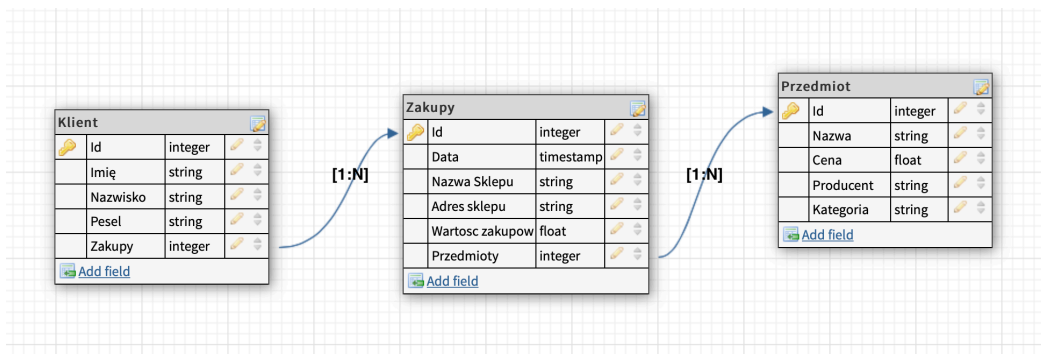 Klient
Id integer
Imię string
Nazwisko string
Pesel string
Zakupy integer
Add field
[1:N]
Zakupy
Id integer
Data timestamp
Nazwa Sklepu string
Adres sklepu string
Wartosc zakupow float
Przedmioty integer
Add field
[1:N]
Przedmiot
Id integer
Nazwa string
Cena float
Producent string
Kategoria string
Add field